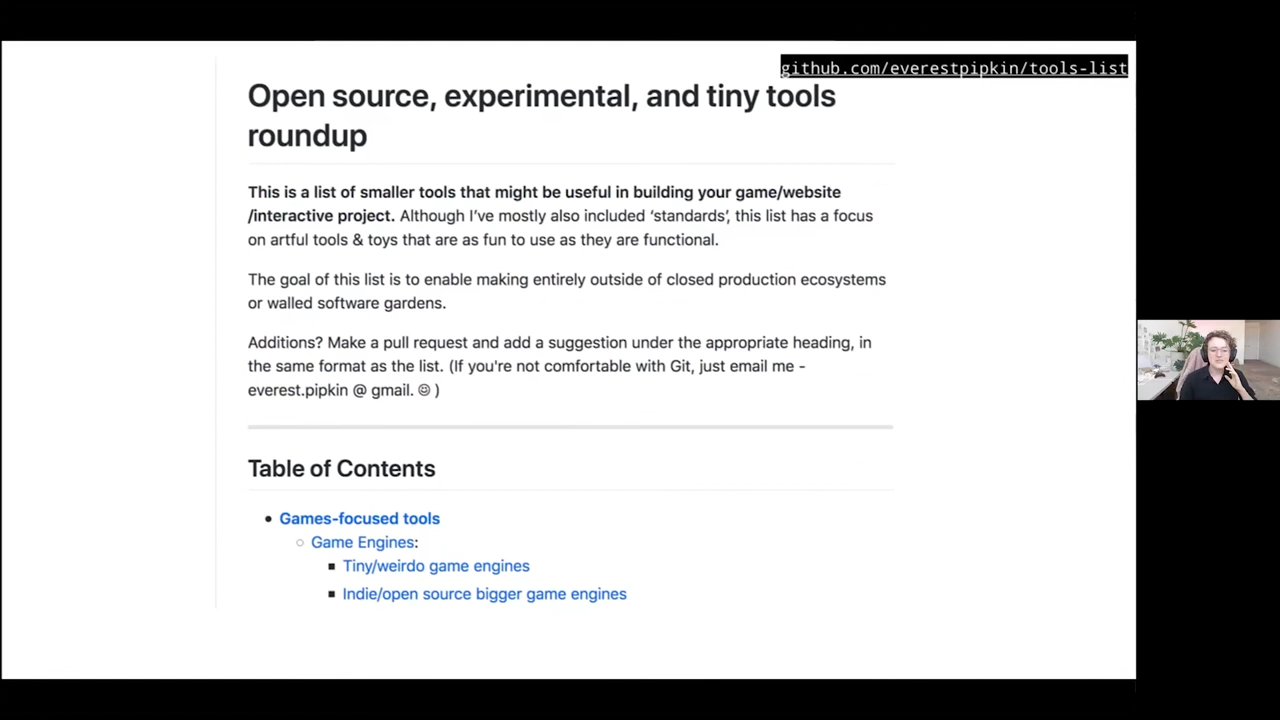 github.com/everestpipkin/tools-list
Open source, experimental, and tiny tools
roundup
This is a list of smaller tools that might be useful in building your game/website
/interactive project. Although I’ve mostly also included ‘standards’, this list has a focus
on artful tools & toys that are as fun to use as they are functional.
The goal of this list is to enable making entirely outside of closed production ecosystems
or walled software gardens.
Additions? Make a pull request and add a suggestion under the appropriate heading, in
the same format as the list. (If you're not comfortable with Git, just email me -
everest.pipkin @ gmail. ☺ )
Table of Contents
Games-focused tools
Game Engines:
Tiny/weirdo game engines
Indie/open source bigger game engines